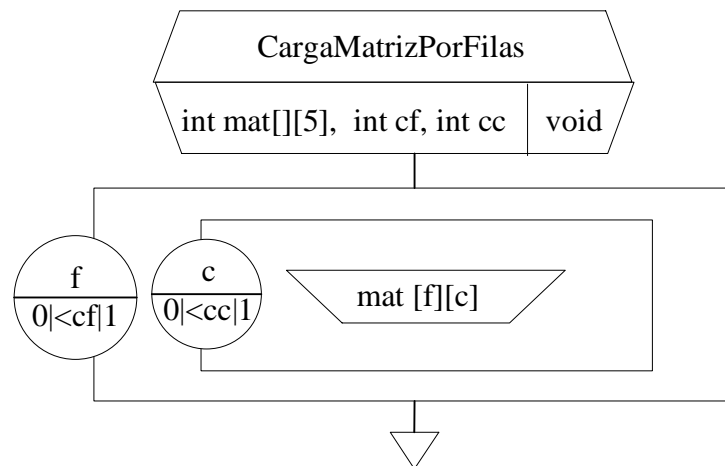 CargaMatrizPorFilas
int mat[][5], int cf, int cc void
f
0|<cf|1
c
0|<cc|1
mat [f][c]